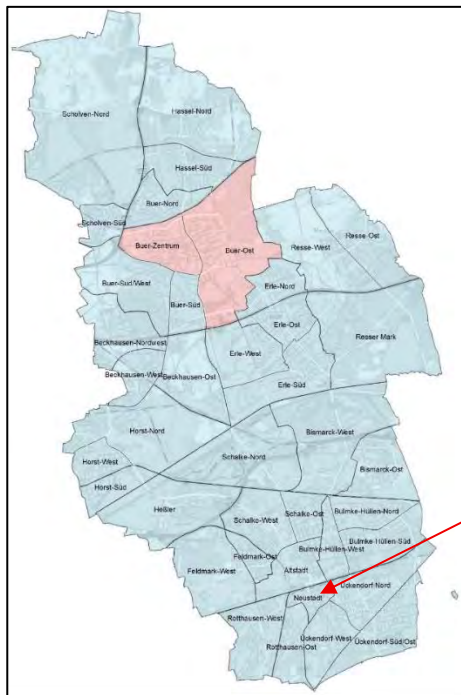 Scholven-Nord
Hassel-Nord
Hassel-Süd
Buer-Nord
Scholven-Süd
Buer-Zentrum
Buer-Ost
Resse-West
Resse-Ost
Buer-Süd/West
Buer-Süd
Erle-Nord
Erle-Ost
Resser Mark
Beckhausen-Nordwest
Erle-West
Beckhausen-West
Beckhausen-Ost
Erle-Süd
Horst-Nord
Bismarck-West
Horst-West
Schalke-Nord
Bismarck-Ost
Horst-Süd
Heßler
Schalke-Ost
Bulmke-Hüllen-Nord
Schalke-West
Bulmke-Hüllen-Süd
Bulmke-Hüllen-West
Feldmark-Ost
Feldmark-West
Altstadt
Ückendorf-Nord
Neustadt
Rotthausen-West
Ückendorf-West
Ückendorf-Süd/Ost
Rotthausen-Ost